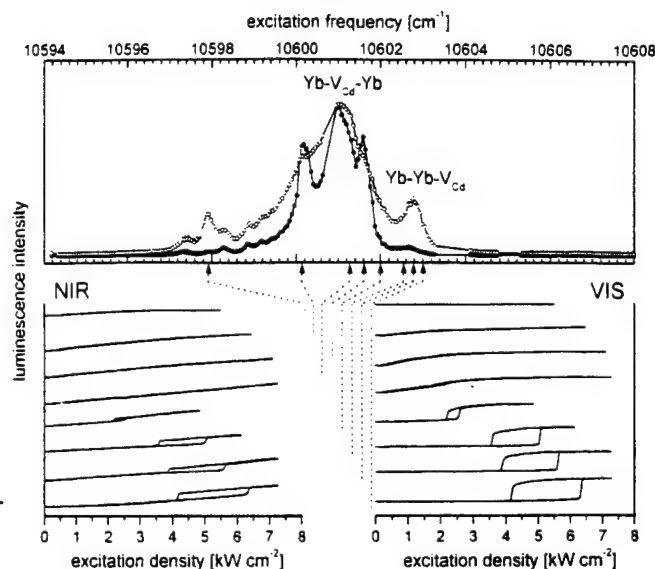 excitation frequency [cm⁻¹]
10594 10596 10598 10600 10602 10604 10606 10608
Yb-V_Cd-Yb
Yb-Yb-V_Cd
luminescence intensity
NIR
VIS
0 1 2 3 4 5 6 7 8
0 1 2 3 4 5 6 7 8
excitation density [kW cm⁻²]
excitation density [kW cm⁻²]